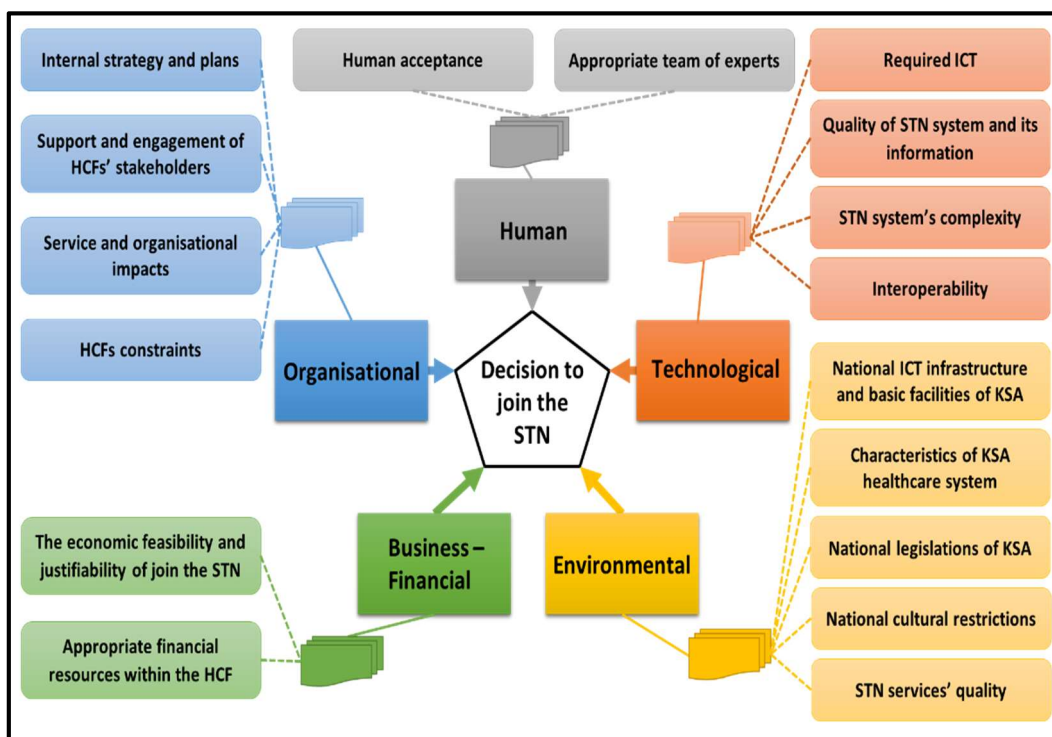 Internal strategy and plans
Support and engagement of
HCFs' stakeholders
Service and organisational
impacts
HCFs constraints
Human acceptance
Appropriate team of experts
Required ICT
Quality of STN system and its
information
STN system's complexity
Interoperability
Human
Organisational
Decision to
join the
STN
Technological
National ICT infrastructure
and basic facilities of KSA
Characteristics of KSA
healthcare system
National legislations of KSA
National cultural restrictions
STN services' quality
The economic feasibility and
justifiability of join the STN
Appropriate financial
resources within the HCF
Business –
Financial
Environmental